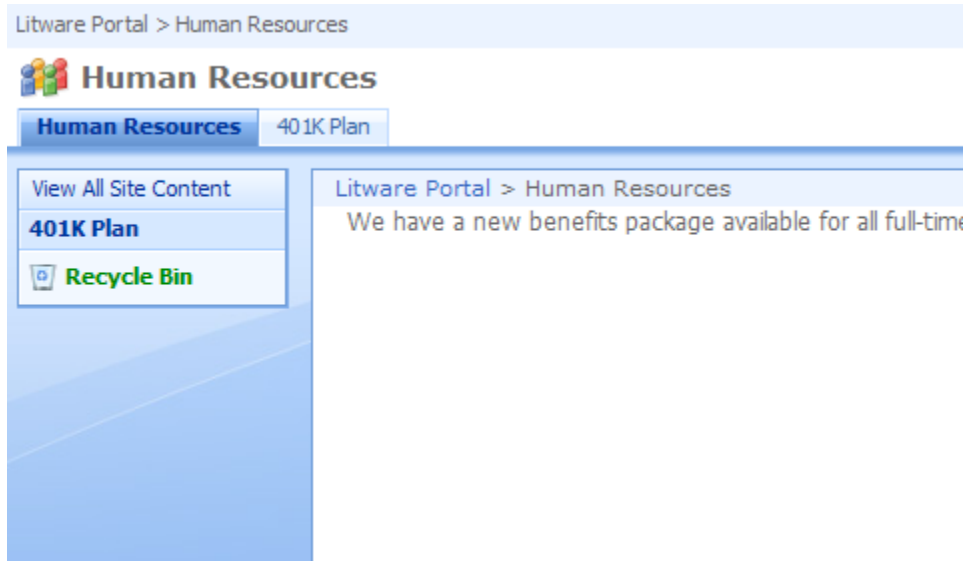 Litware Portal > Human Resources
Human Resources
Human Resources 401K Plan
View All Site Content
401K Plan
Recycle Bin
Litware Portal > Human Resources
We have a new benefits package available for all full-time